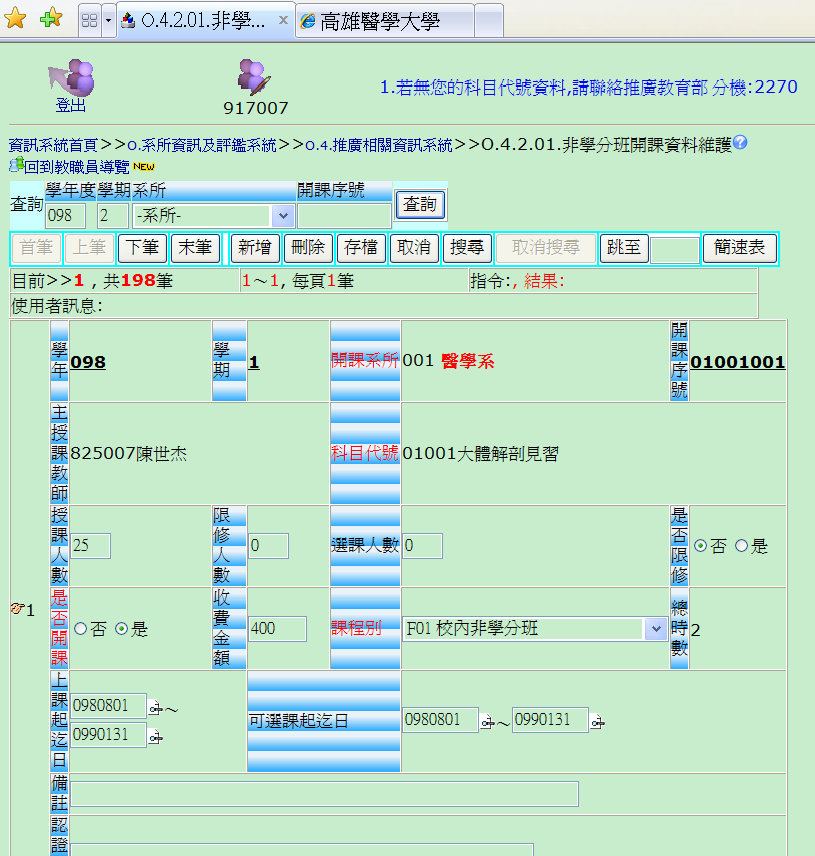 O.4.2.01.非學... × 高雄醫學大學
登出 917007 1.若無您的科目代號資料,請聯絡推廣教育部 分機:2270
資訊系統首頁>>O.系所資訊及評鑑系統>>O.4.推廣相關資訊系統>>O.4.2.01.非學分班開課資料維護?
回到教職員導覽 NEW
查詢 學年度 學期 系所 開課序號
098 2 -系所- 查詢
首筆 上筆 下筆 末筆 新增 刪除 存檔 取消 搜尋 取消搜尋 跳至 簡速表
目前>>1 , 共198筆 1～1, 每頁1筆 指令:, 結果:
使用者訊息:
學年 098 學期 1 開課系所 001 醫學系 開課序號 01001001
主授課教師 825007陳世杰 科目代號 01001大體解剖見習
授課人數 25 限修人數 0 選課人數 0 是否限修 否 是
1 是否開課 否 是 收費金額 400 課程別 F01 校內非學分班 總時數 2
上課起迄日 0980801 ～ 0990131 可選課起迄日 0980801 ～ 0990131
備註
認證